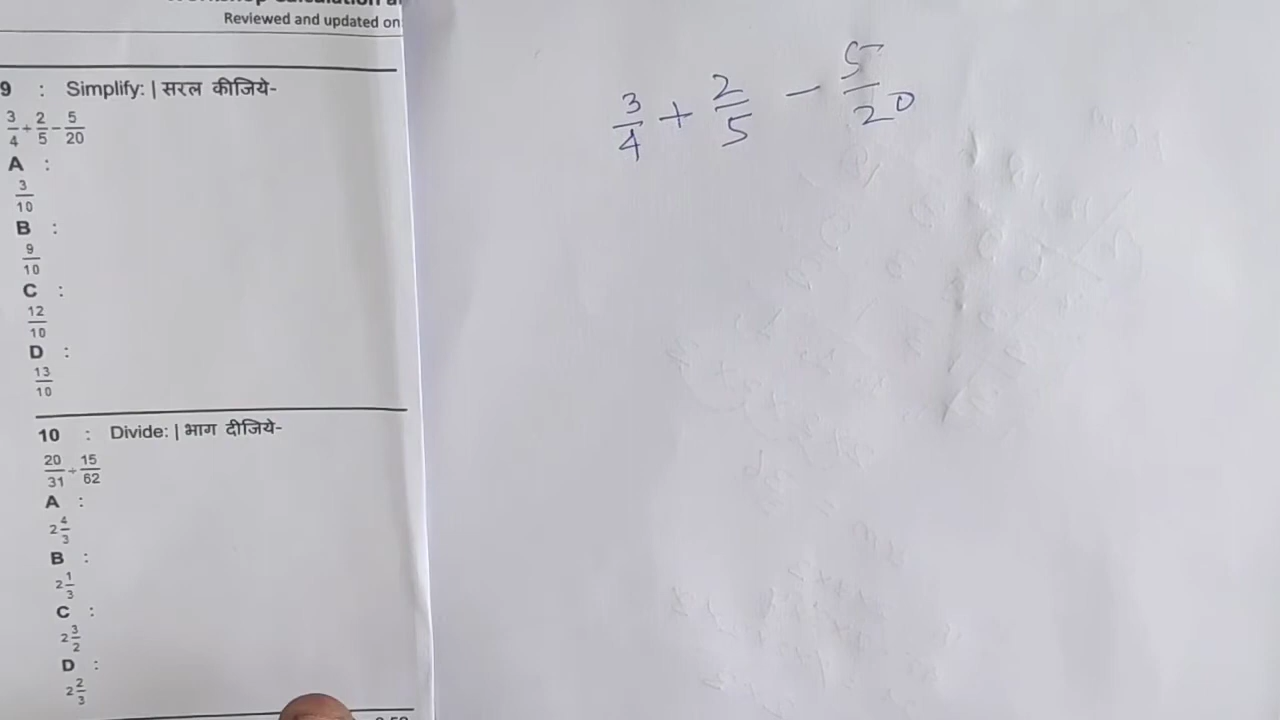 Reviewed and updated on
9 : Simplify: | सरल कीजिये-
3/4 + 2/5 - 5/20
A :
3/10
B :
9/10
C :
12/10
D :
13/10
10 : Divide: | भाग दीजिये-
20/31 ÷ 15/62
A :
2 4/3
B :
2 1/3
C :
2 3/2
D :
2 2/3
3/4 + 2/5 - 5/20